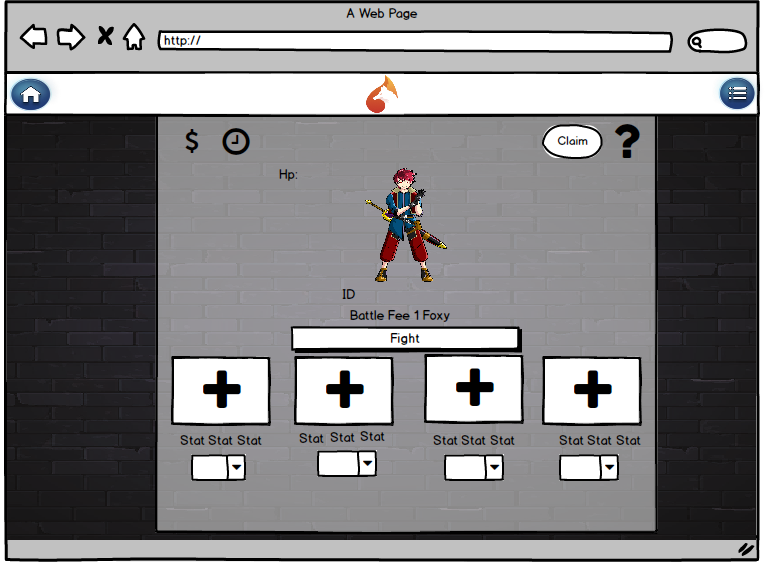 A Web Page
http://
$
Claim
?
Hp:
ID
Battle Fee 1 Foxy
Fight
Stat Stat Stat
Stat Stat Stat
Stat Stat Stat
Stat Stat Stat